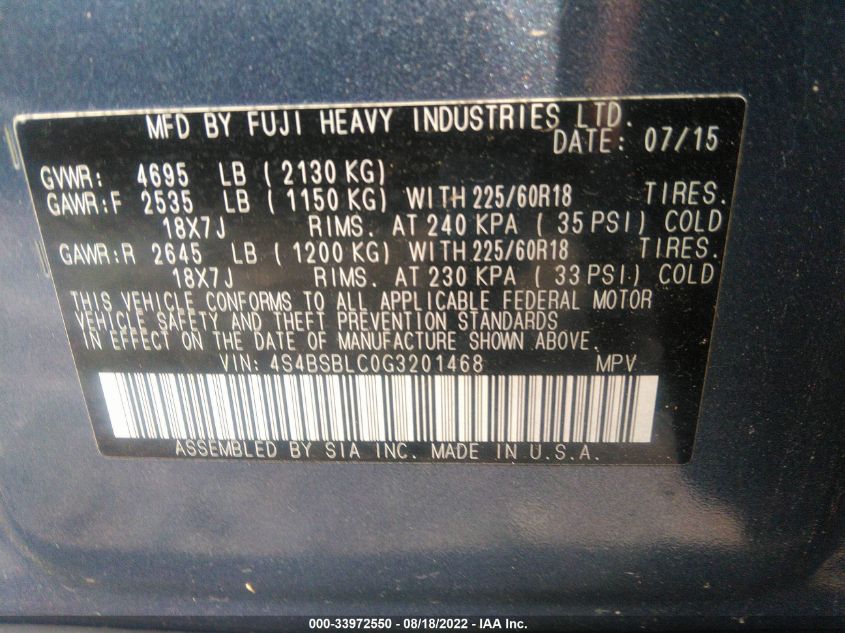 MFD BY FUJI HEAVY INDUSTRIES LTD.
DATE: 07/15
GVWR: 4695 LB ( 2130 KG)
GAWR:F 2535 LB ( 1150 KG) WITH 225/60R18 TIRES.
18X7J RIMS. AT 240 KPA ( 35 PSI) COLD
GAWR:R 2645 LB ( 1200 KG) WITH 225/60R18 TIRES.
18X7J RIMS. AT 230 KPA ( 33 PSI) COLD
THIS VEHICLE CONFORMS TO ALL APPLICABLE FEDERAL MOTOR
VEHICLE SAFETY AND THEFT PREVENTION STANDARDS
IN EFFECT ON THE DATE OF MANUFACTURE SHOWN ABOVE.
VIN: 4S4BSBLC0G3201468 MPV
ASSEMBLED BY SIA INC. MADE IN U.S.A.
000-33972550 - 08/18/2022 - IAA Inc.